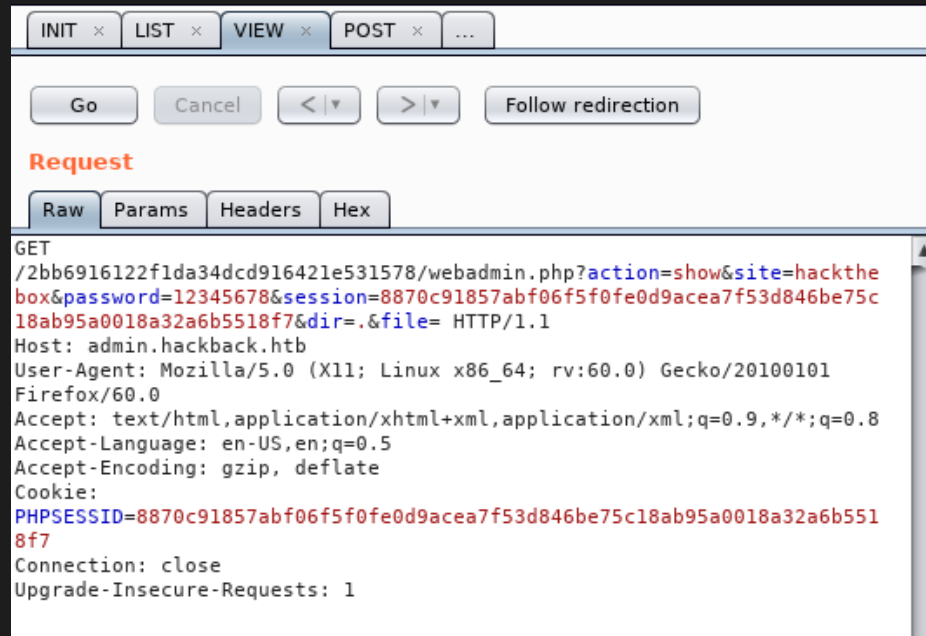 INIT × LIST × VIEW × POST × ...
Go Cancel < ▼ > ▼ Follow redirection
Request
Raw Params Headers Hex
GET
/2bb6916122f1da34dcd916421e531578/webadmin.php?action=show&site=hackthe
box&password=12345678&session=8870c91857abf06f5f0fe0d9acea7f53d846be75c
18ab95a0018a32a6b5518f7&dir=.&file= HTTP/1.1
Host: admin.hackback.htb
User-Agent: Mozilla/5.0 (X11; Linux x86_64; rv:60.0) Gecko/20100101
Firefox/60.0
Accept: text/html,application/xhtml+xml,application/xml;q=0.9,*/*;q=0.8
Accept-Language: en-US,en;q=0.5
Accept-Encoding: gzip, deflate
Cookie:
PHPSESSID=8870c91857abf06f5f0fe0d9acea7f53d846be75c18ab95a0018a32a6b551
8f7
Connection: close
Upgrade-Insecure-Requests: 1